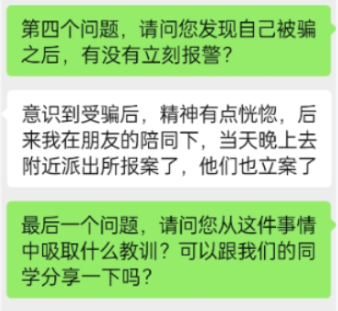 第四个问题，请问您发现自己被骗
之后，有没有立刻报警？
意识到受骗后，精神有点恍惚，后
来我在朋友的陪同下，当天晚上去
附近派出所报案了，他们也立案了
最后一个问题，请问您从这件事情
中吸取什么教训？可以跟我们的同
学分享一下吗？